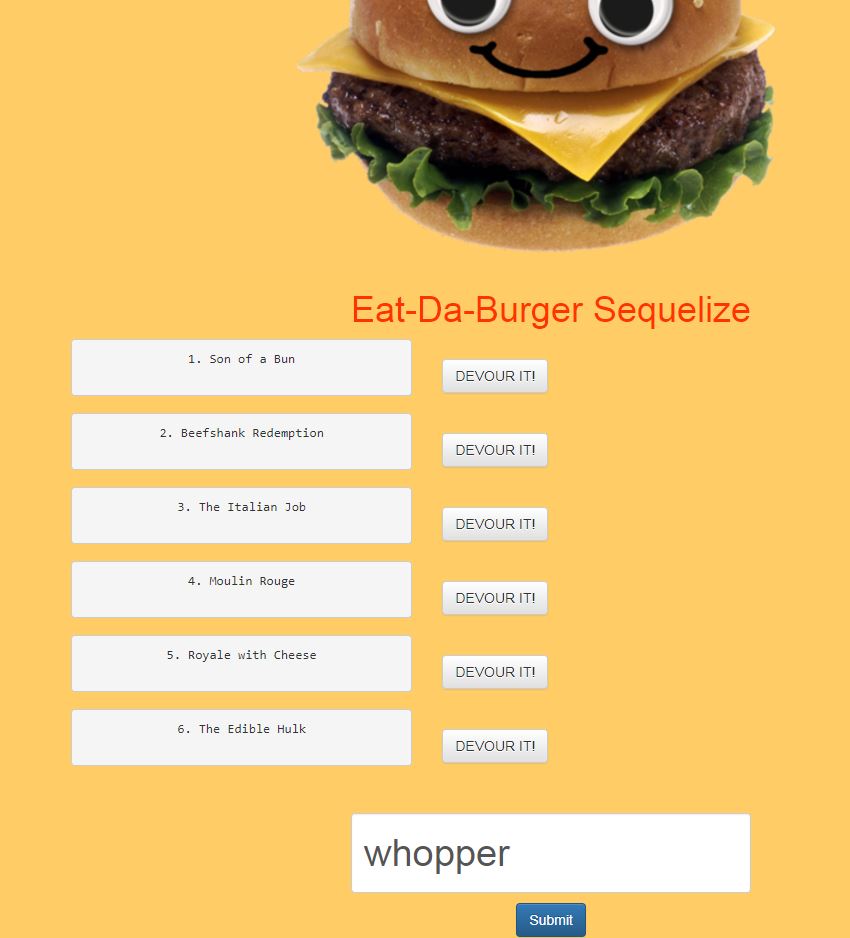 Eat-Da-Burger Sequelize
1. Son of a Bun
DEVOUR IT!
2. Beefshank Redemption
DEVOUR IT!
3. The Italian Job
DEVOUR IT!
4. Moulin Rouge
DEVOUR IT!
5. Royale with Cheese
DEVOUR IT!
6. The Edible Hulk
DEVOUR IT!
whopper
Submit